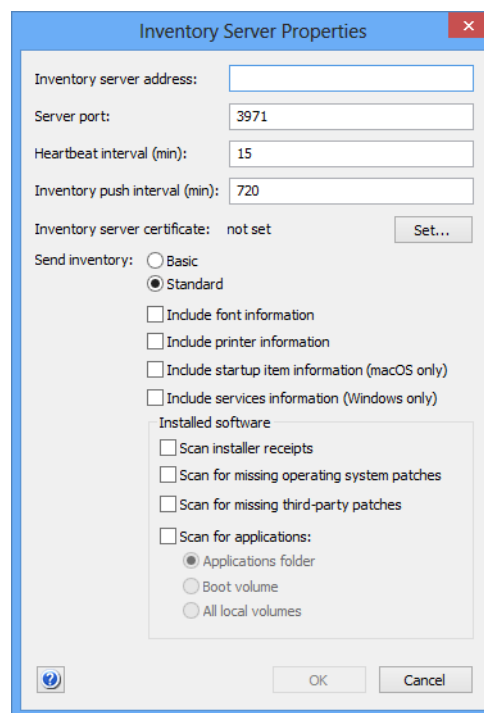 Inventory Server Properties
Inventory server address:
Server port: 3971
Heartbeat interval (min): 15
Inventory push interval (min): 720
Inventory server certificate: not set Set...
Send inventory: Basic
Standard
Include font information
Include printer information
Include startup item information (macOS only)
Include services information (Windows only)
Installed software
Scan installer receipts
Scan for missing operating system patches
Scan for missing third-party patches
Scan for applications:
Applications folder
Boot volume
All local volumes
? OK Cancel